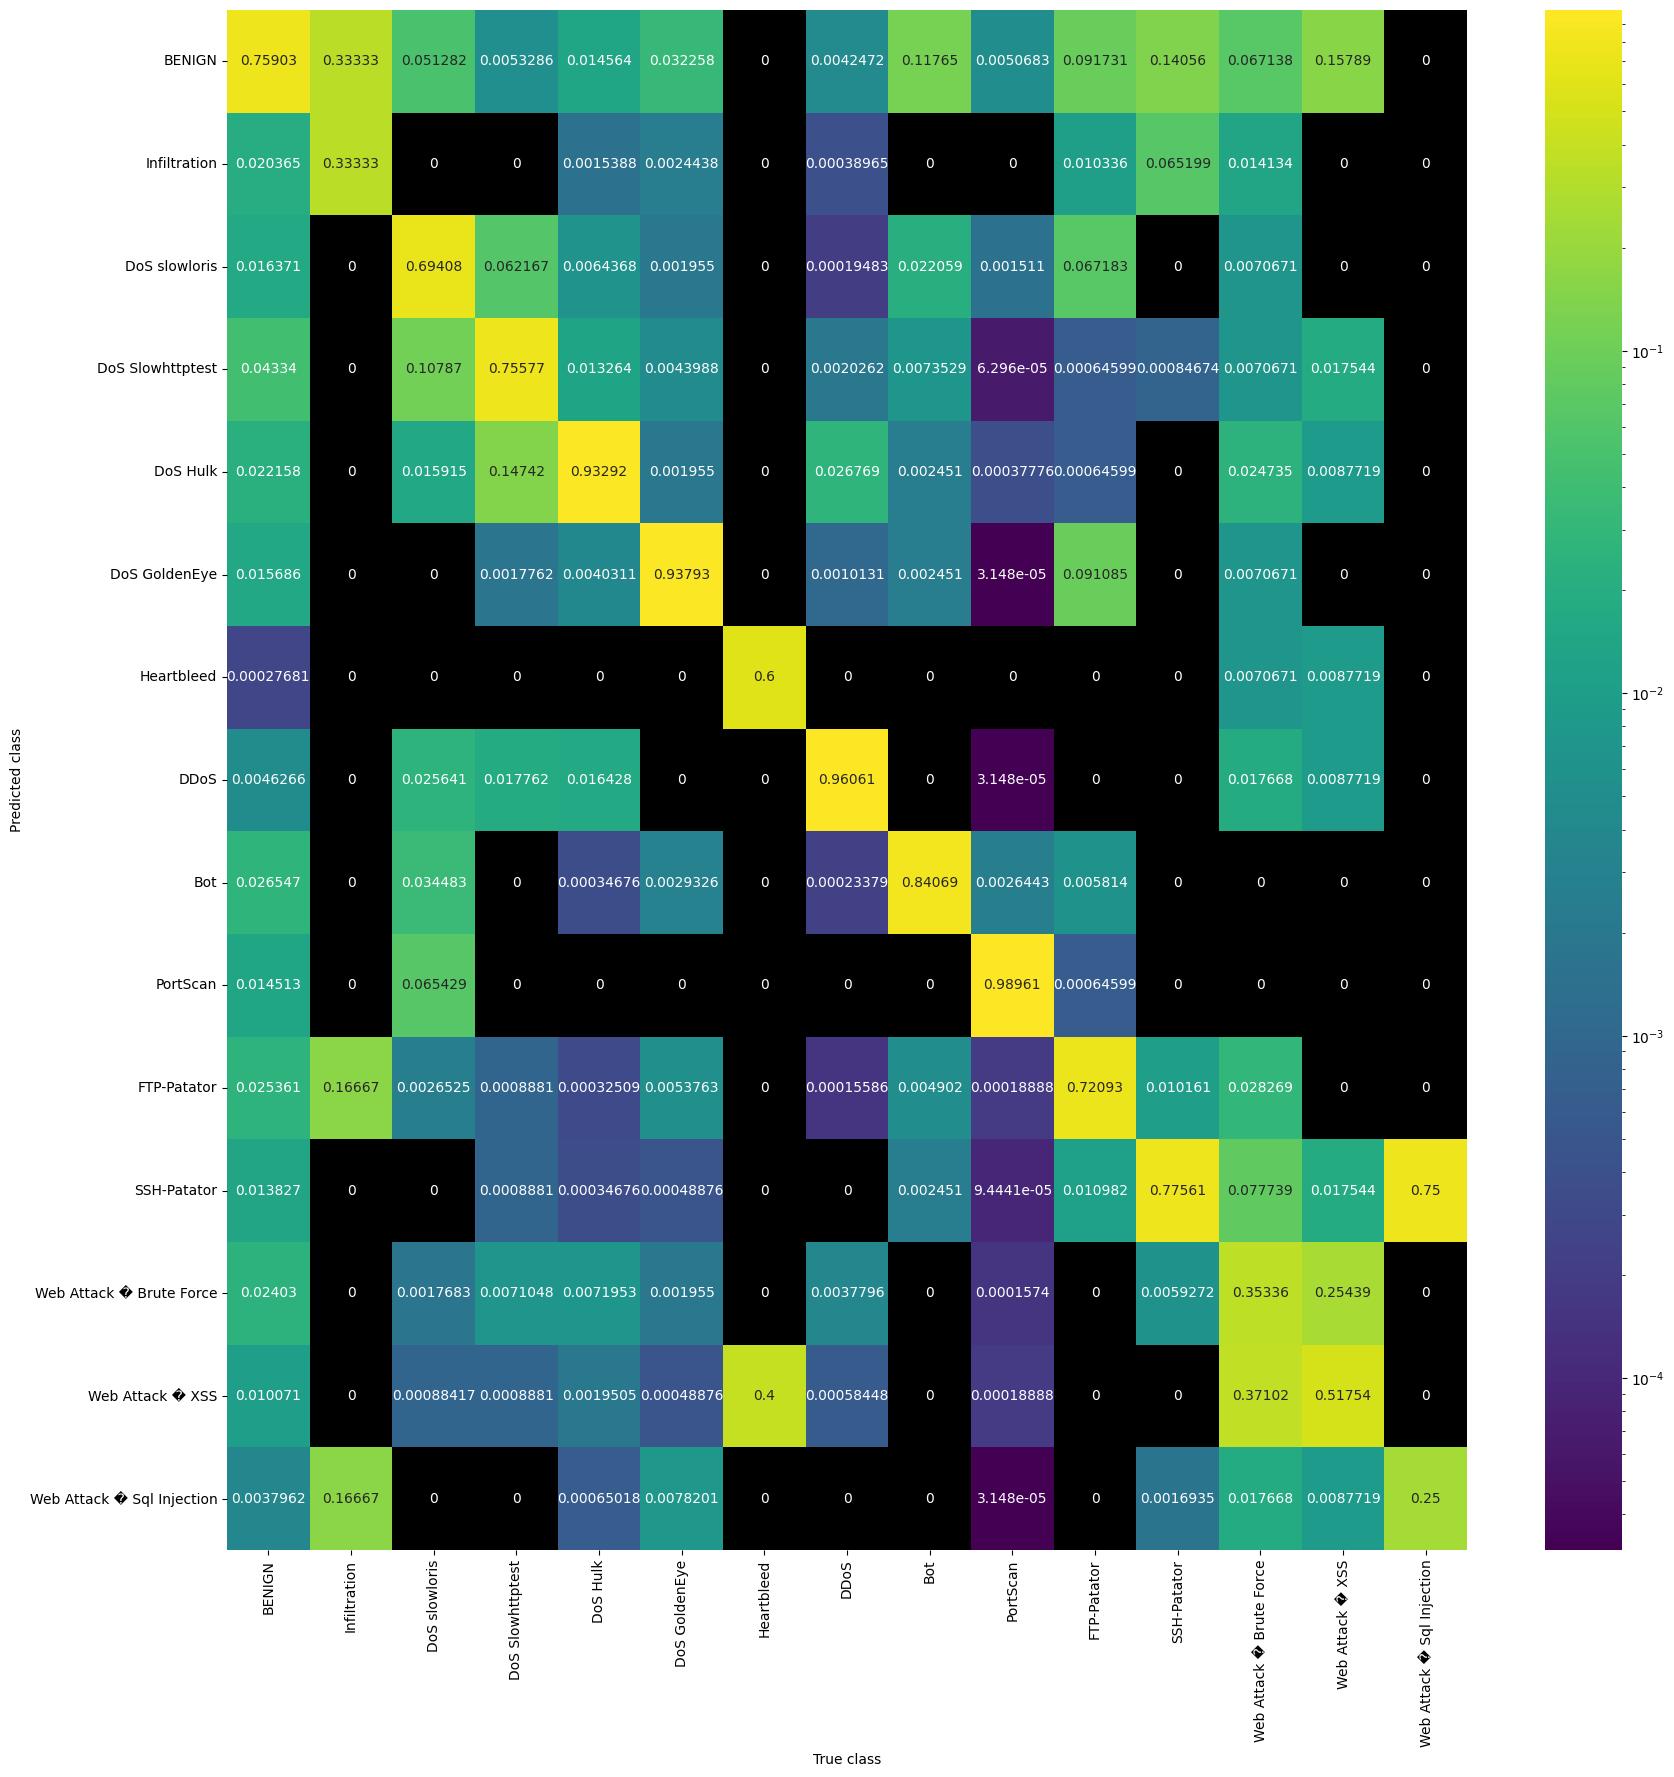 BENIGN 0.75903 0.33333 0.051282 0.0053286 0.014564 0.032258 0 0.0042472 0.11765 0.0050683 0.091731 0.14056 0.067138 0.15789 0
Infiltration 0.020365 0.33333 0 0 0.0015388 0.0024438 0 0.00038965 0 0 0.010336 0.065199 0.014134 0 0
DoS slowloris 0.016371 0 0.69408 0.062167 0.0064368 0.001955 0 0.00019483 0.022059 0.001511 0.067183 0 0.0070671 0 0
DoS Slowhttptest 0.04334 0 0.10787 0.75577 0.013264 0.0043988 0 0.0020262 0.0073529 6.296e-05 0.00064599 0.00084674 0.0070671 0.017544 0
DoS Hulk 0.022158 0 0.015915 0.14742 0.93292 0.001955 0 0.026769 0.002451 0.00037776 0.00064599 0 0.024735 0.0087719 0
DoS GoldenEye 0.015686 0 0 0.0017762 0.0040311 0.93793 0 0.0010131 0.002451 3.148e-05 0.091085 0 0.0070671 0 0
Heartbleed 0.00027681 0 0 0 0 0 0.6 0 0 0 0 0 0.0070671 0.0087719 0
DDoS 0.0046266 0 0.025641 0.017762 0.016428 0 0 0.96061 0 3.148e-05 0 0 0.017668 0.0087719 0
Bot 0.026547 0 0.034483 0 0.00034676 0.0029326 0 0.00023379 0.84069 0.0026443 0.005814 0 0 0 0
PortScan 0.014513 0 0.065429 0 0 0 0 0 0 0.98961 0.00064599 0 0 0 0
FTP-Patator 0.025361 0.16667 0.0026525 0.0008881 0.00032509 0.0053763 0 0.00015586 0.004902 0.00018888 0.72093 0.010161 0.028269 0 0
SSH-Patator 0.013827 0 0 0.0008881 0.00034676 0.00048876 0 0 0.002451 9.4441e-05 0.010982 0.77561 0.077739 0.017544 0.75
Web Attack � Brute Force 0.02403 0 0.0017683 0.0071048 0.0071953 0.001955 0 0.0037796 0 0.0001574 0 0.0059272 0.35336 0.25439 0
Web Attack � XSS 0.010071 0 0.00088417 0.0008881 0.0019505 0.00048876 0.4 0.00058448 0 0.00018888 0 0 0.37102 0.51754 0
Web Attack � Sql Injection 0.0037962 0.16667 0 0 0.00065018 0.0078201 0 0 0 3.148e-05 0 0.0016935 0.017668 0.0087719 0.25
Predicted class
BENIGN
Infiltration
DoS slowloris
DoS Slowhttptest
DoS Hulk
DoS GoldenEye
Heartbleed
DDoS
Bot
PortScan
FTP-Patator
SSH-Patator
Web Attack � Brute Force
Web Attack � XSS
Web Attack � Sql Injection
True class
10⁻¹
10⁻²
10⁻³
10⁻⁴